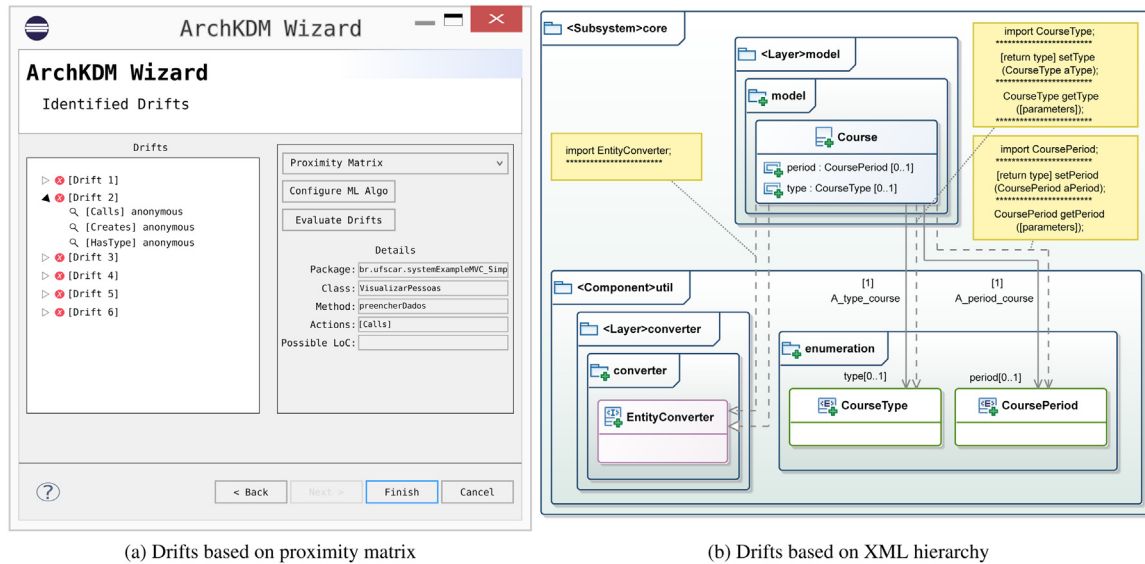 ArchKDM Wizard
ArchKDM Wizard
Identified Drifts
Drifts
[Drift 1]
[Drift 2]
[Calls] anonymous
[Creates] anonymous
[HasType] anonymous
[Drift 3]
[Drift 4]
[Drift 5]
[Drift 6]
Proximity Matrix
Configure ML Algo
Evaluate Drifts
Details
Package: br.ufscar.systemExampleMVC_Simp
Class: VisualizarPessoas
Method: preencherDados
Actions: [Calls]
Possible LoC:
?
< Back
Next >
Finish
Cancel
(a) Drifts based on proximity matrix
<Subsystem>core
<Layer>model
model
Course
period : CoursePeriod [0..1]
type : CourseType [0..1]
import EntityConverter;
************************
import CourseType;
************************
[return type] setType
(CourseType aType);
************************
CourseType getType
([parameters]);
************************
import CoursePeriod;
************************
[return type] setPeriod
(CoursePeriod aPeriod);
************************
CoursePeriod getPeriod
([parameters]);
<Component>util
[1]
A_type_course
[1]
A_period_course
<Layer>converter
converter
<I>
EntityConverter
enumeration
type[0..1]
period[0..1]
<E>
CourseType
<E>
CoursePeriod
(b) Drifts based on XML hierarchy